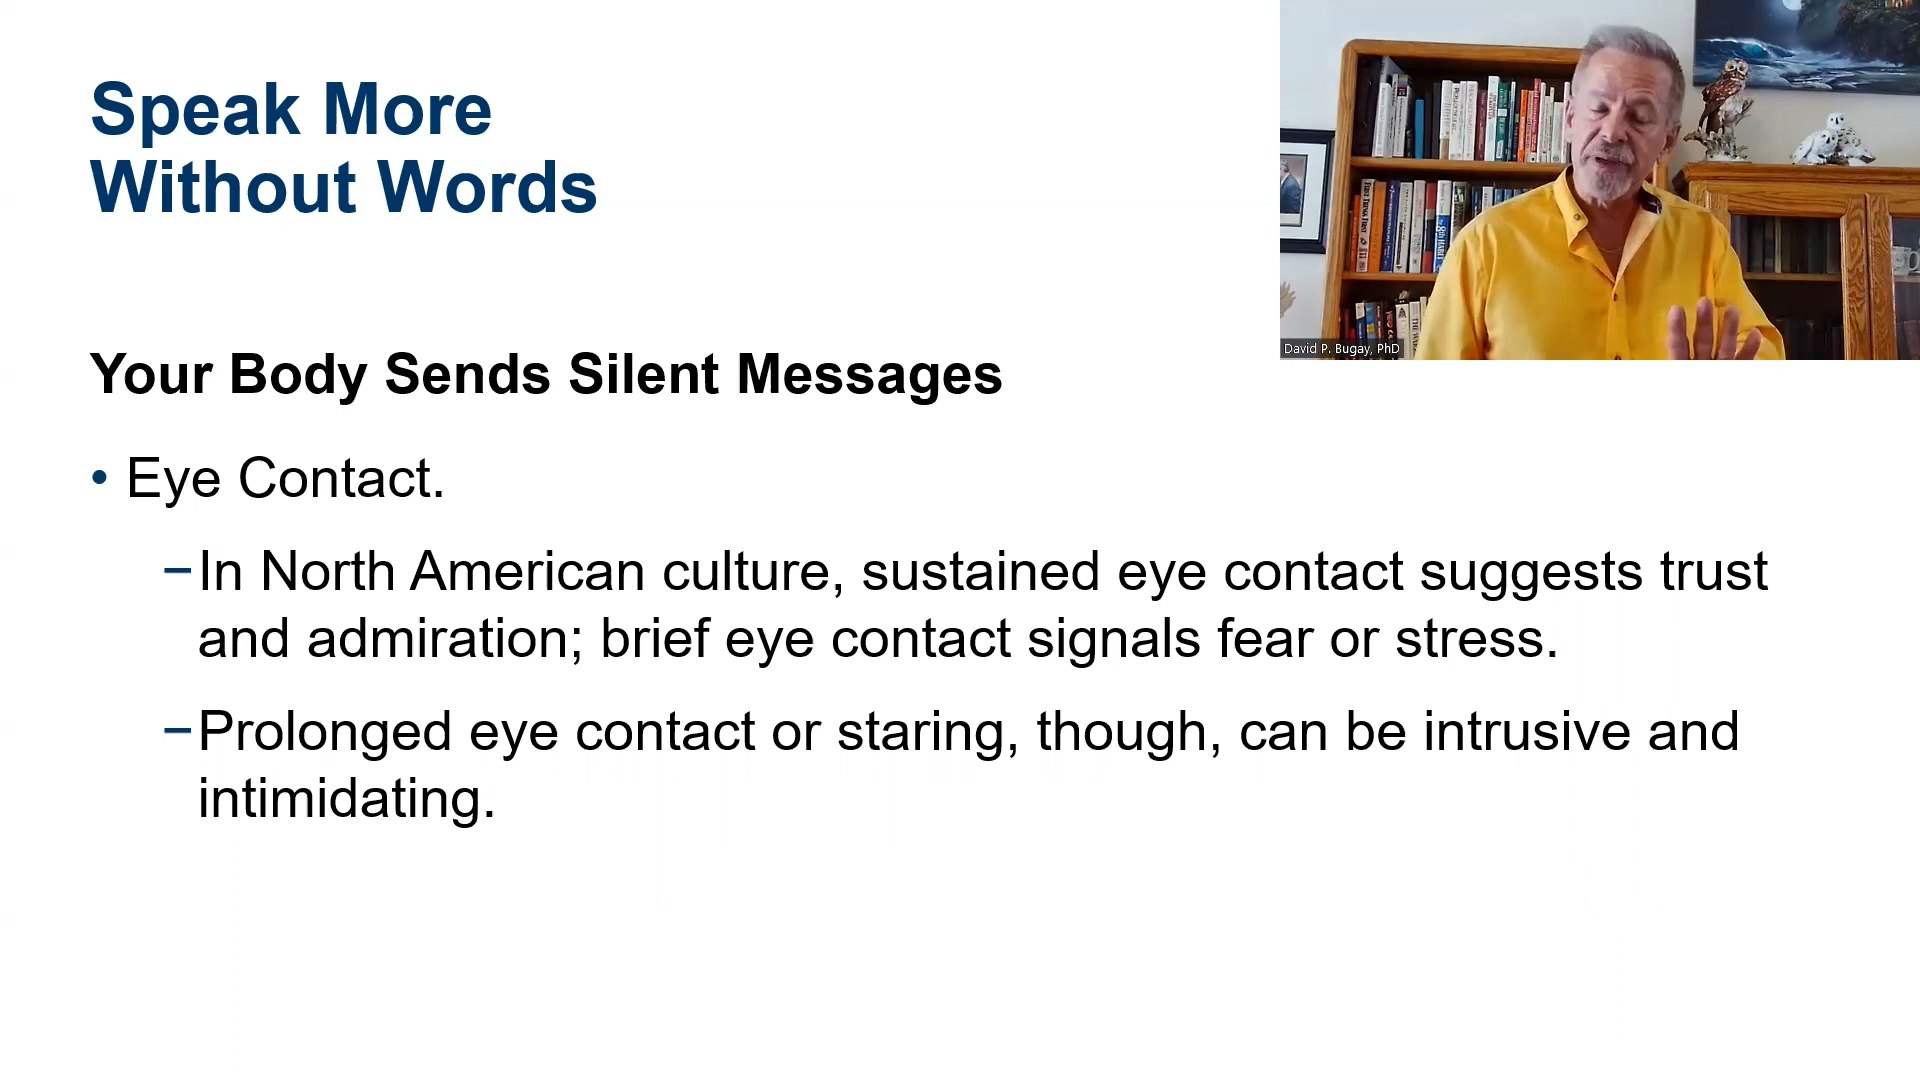 Speak More
Without Words
David P. Bugay, PhD
Your Body Sends Silent Messages
• Eye Contact.
–In North American culture, sustained eye contact suggests trust
and admiration; brief eye contact signals fear or stress.
–Prolonged eye contact or staring, though, can be intrusive and
intimidating.